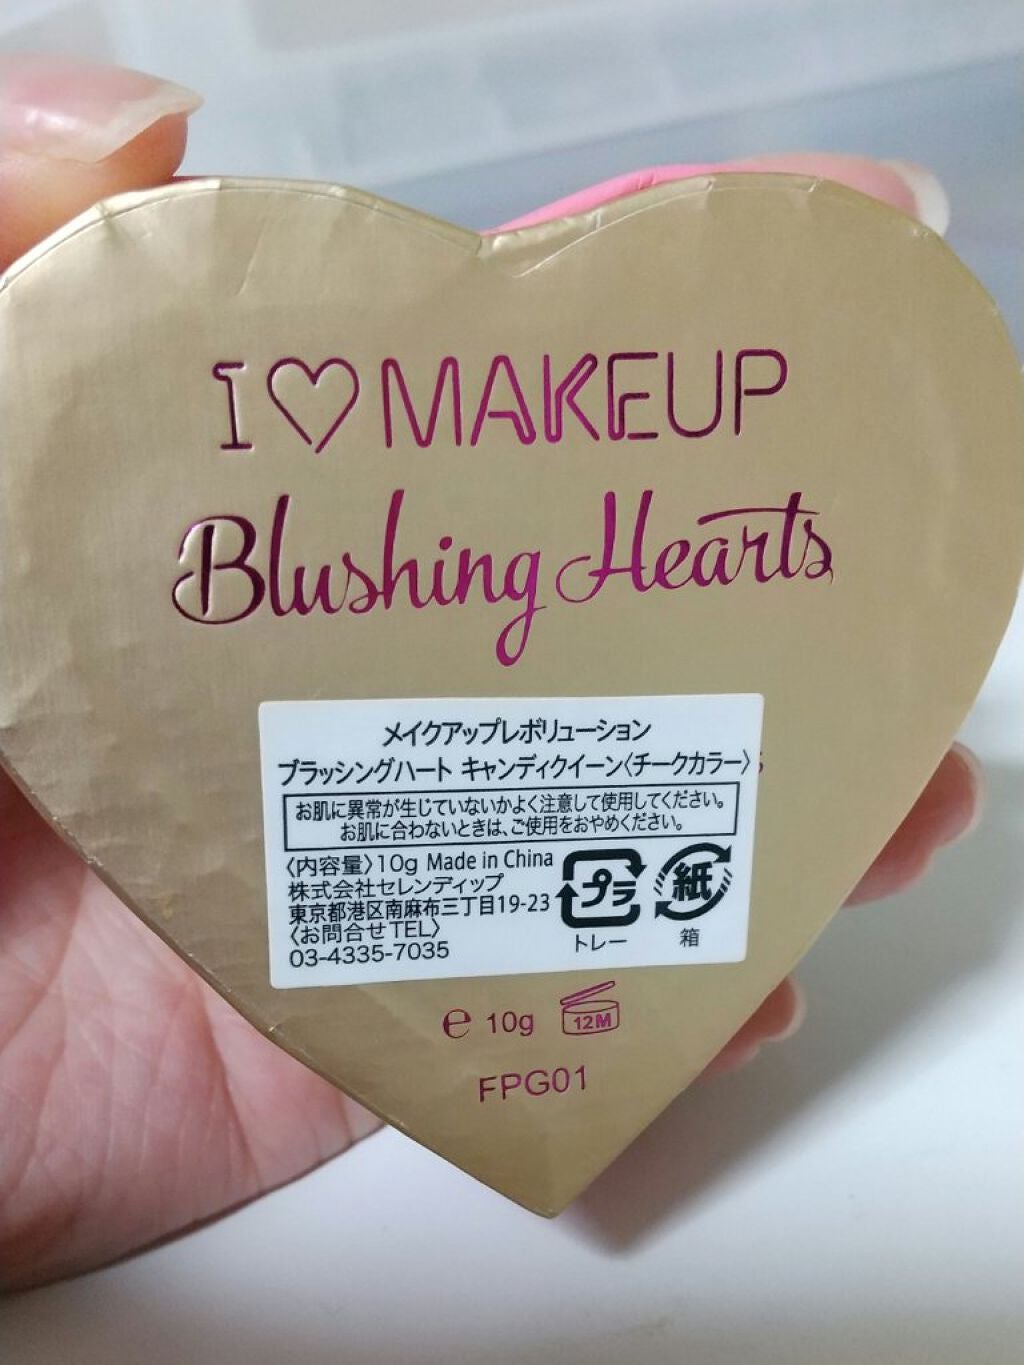 I♡MAKEUP
Blushing Hearts
メイクアップレボリューション
ブラッシングハート キャンディクイーン〈チークカラー〉
お肌に異常が生じていないかよく注意して使用してください。
お肌に合わないときは、ご使用をおやめください。
〈内容量〉10g Made in China
株式会社セレンディップ
東京都港区南麻布三丁目19-23
〈お問合せTEL〉
03-4335-7035
プラ 紙
トレー 箱
e 10g 12M
FPG01